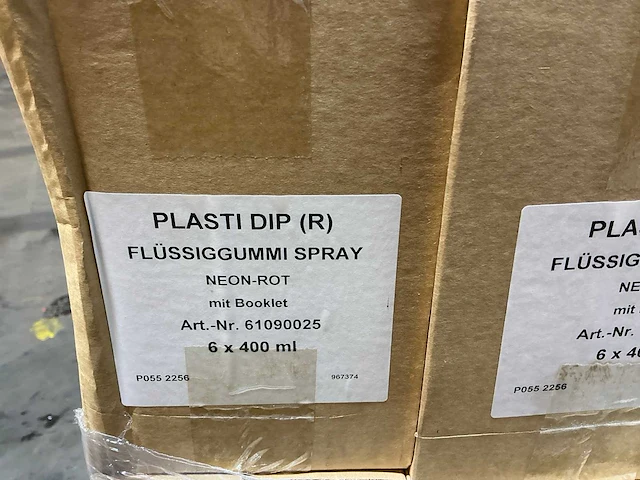 PLASTI DIP (R)
FLÜSSIGGUMMI SPRAY
NEON-ROT
mit Booklet
Art.-Nr. 61090025
6 x 400 ml
P055 2256 967374
PLA
FLÜSSIG
NE
mit
Art.-Nr.
6 x 40
P055 2256